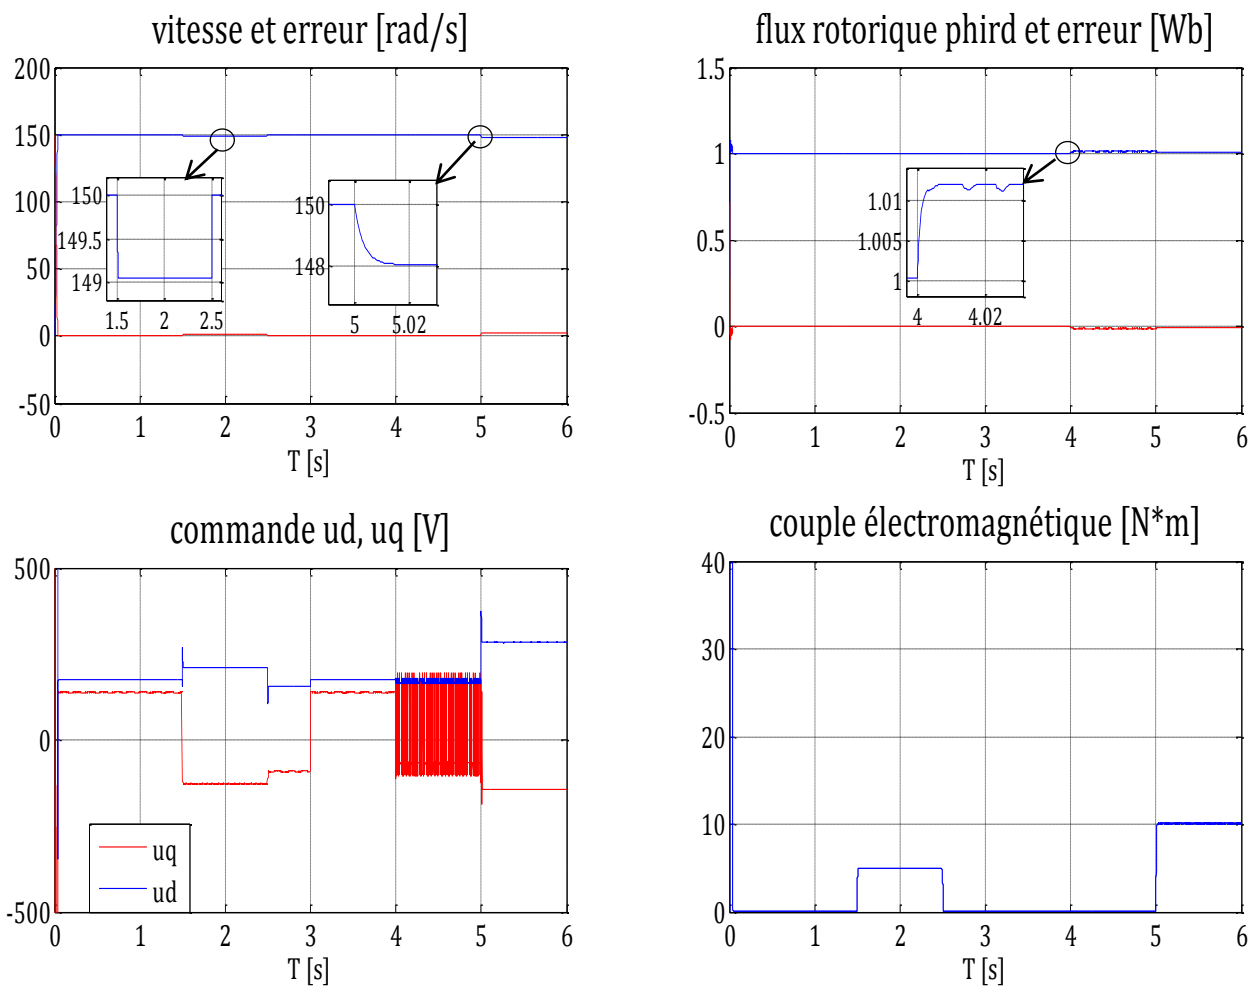 vitesse et erreur [rad/s]
200
150
100
50
0
-50
0 1 2 3 4 5 6
T [s]
150
149.5
149
1.5 2 2.5
150
148
5 5.02
flux rotorique phird et erreur [Wb]
1.5
1
0.5
0
-0.5
0 1 2 3 4 5 6
T [s]
1.01
1.005
1
4 4.02
commande ud, uq [V]
500
0
-500
0 1 2 3 4 5 6
T [s]
uq
ud
couple électromagnétique [N*m]
40
30
20
10
0
0 1 2 3 4 5 6
T [s]